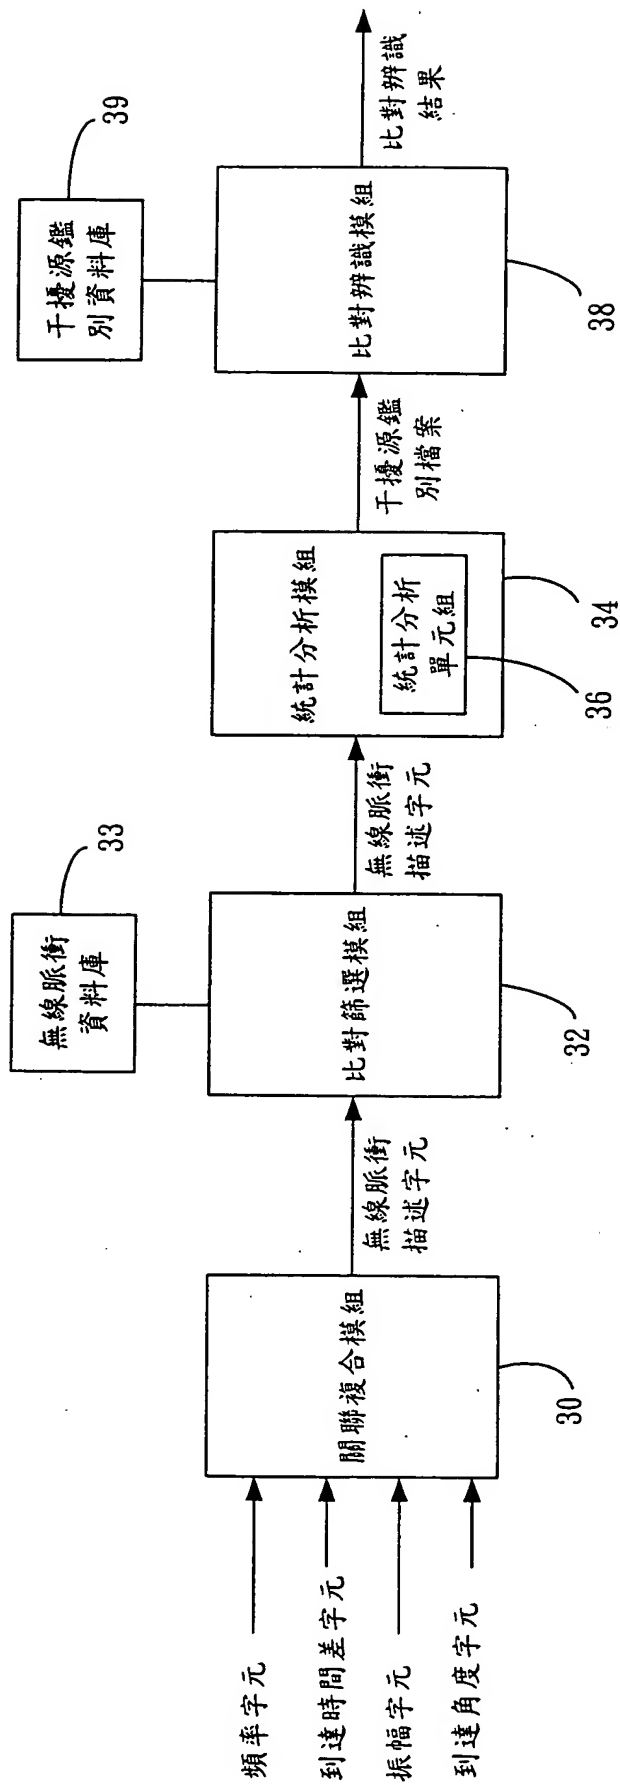 頻率字元
到達時間差字元
振幅字元
到達角度字元
關聯複合模組
30
無線脈衝
描述字元
無線脈衝
資料庫
33
比對篩選模組
32
無線脈衝
描述字元
統計分析模組
統計分析
單元組
34
36
干擾源鑑
別檔案
干擾源鑑
別資料庫
39
比對辨識模組
38
比對辨識
結果